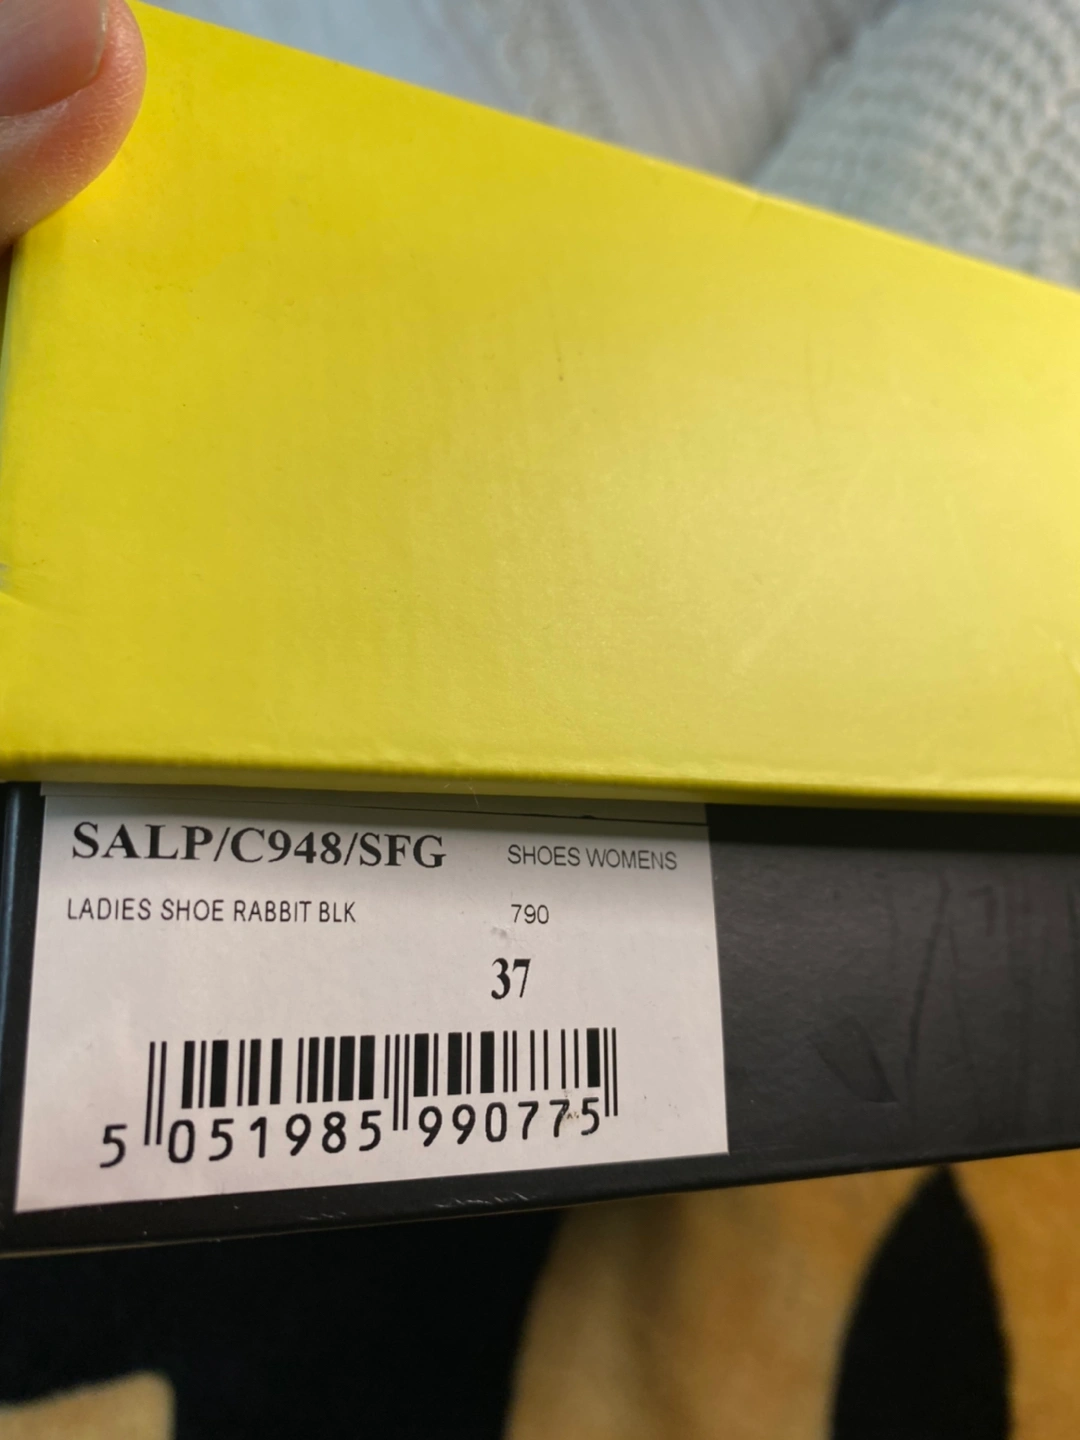 SALP/C948/SFG SHOES WOMENS
LADIES SHOE RABBIT BLK 790
37
5 051985 990775